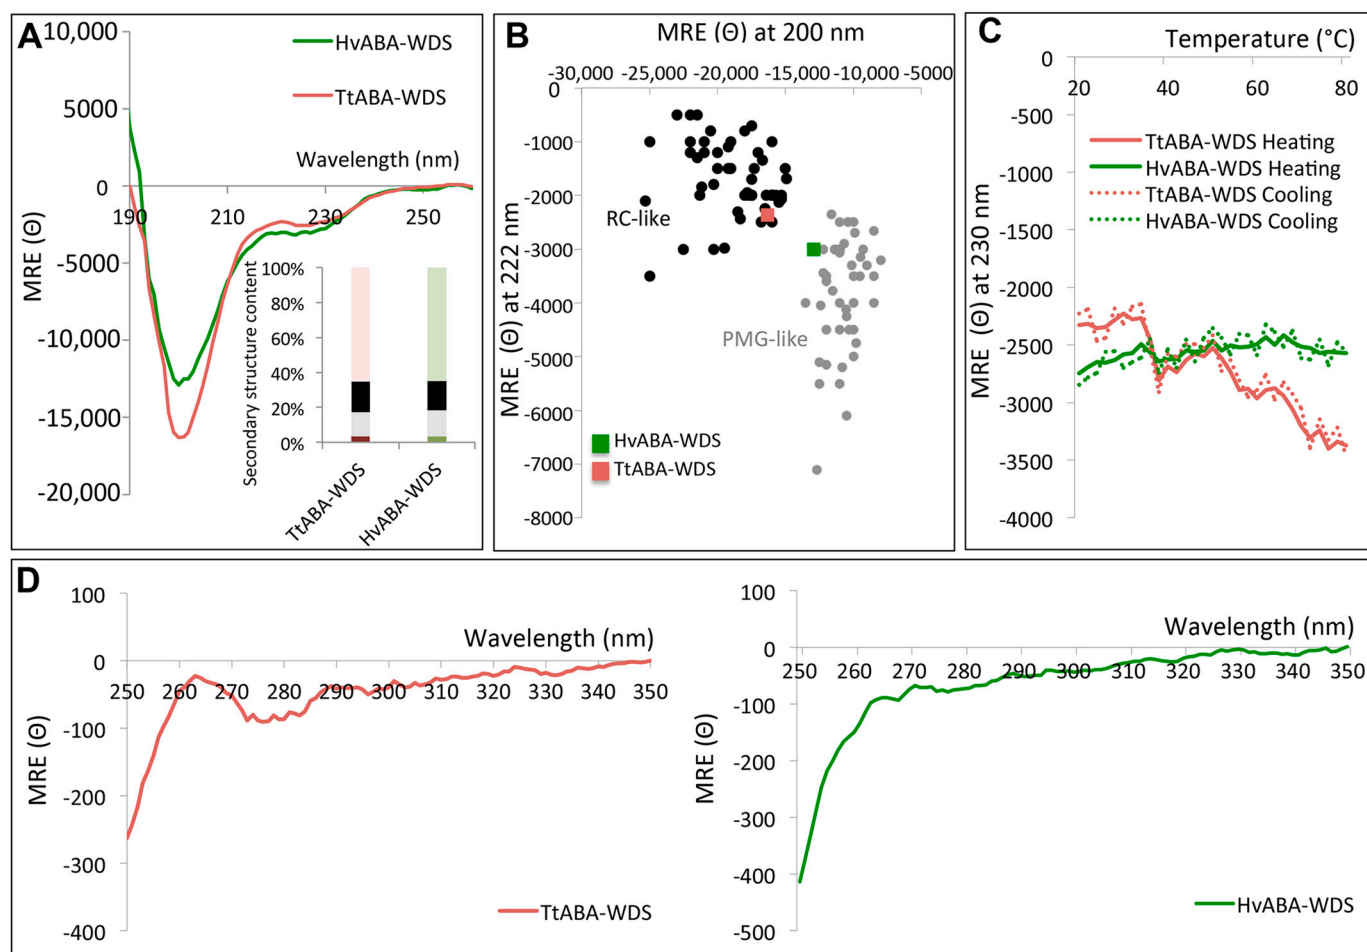 A
10,000
5000
0
-5000
-10,000
-15,000
-20,000
MRE (Θ)
HvABA-WDS
TtABA-WDS
Wavelength (nm)
190 210 230 250
Secondary structure content
100%
80%
60%
40%
20%
0%
TtABA-WDS
HvABA-WDS
B
MRE (Θ) at 200 nm
-30,000 -25,000 -20,000 -15,000 -10,000 -5000
0
-1000
-2000
-3000
-4000
-5000
-6000
-7000
-8000
MRE (Θ) at 222 nm
RC-like
PMG-like
HvABA-WDS
TtABA-WDS
C
Temperature (°C)
20 40 60 80
0
-500
-1000
-1500
-2000
-2500
-3000
-3500
-4000
MRE (Θ) at 230 nm
TtABA-WDS Heating
HvABA-WDS Heating
TtABA-WDS Cooling
HvABA-WDS Cooling
D
100
0
-100
-200
-300
-400
MRE (Θ)
Wavelength (nm)
250 260 270 280 290 300 310 320 330 340 350
TtABA-WDS
100
0
-100
-200
-300
-400
-500
MRE (Θ)
Wavelength (nm)
250 260 270 280 290 300 310 320 330 340 350
HvABA-WDS